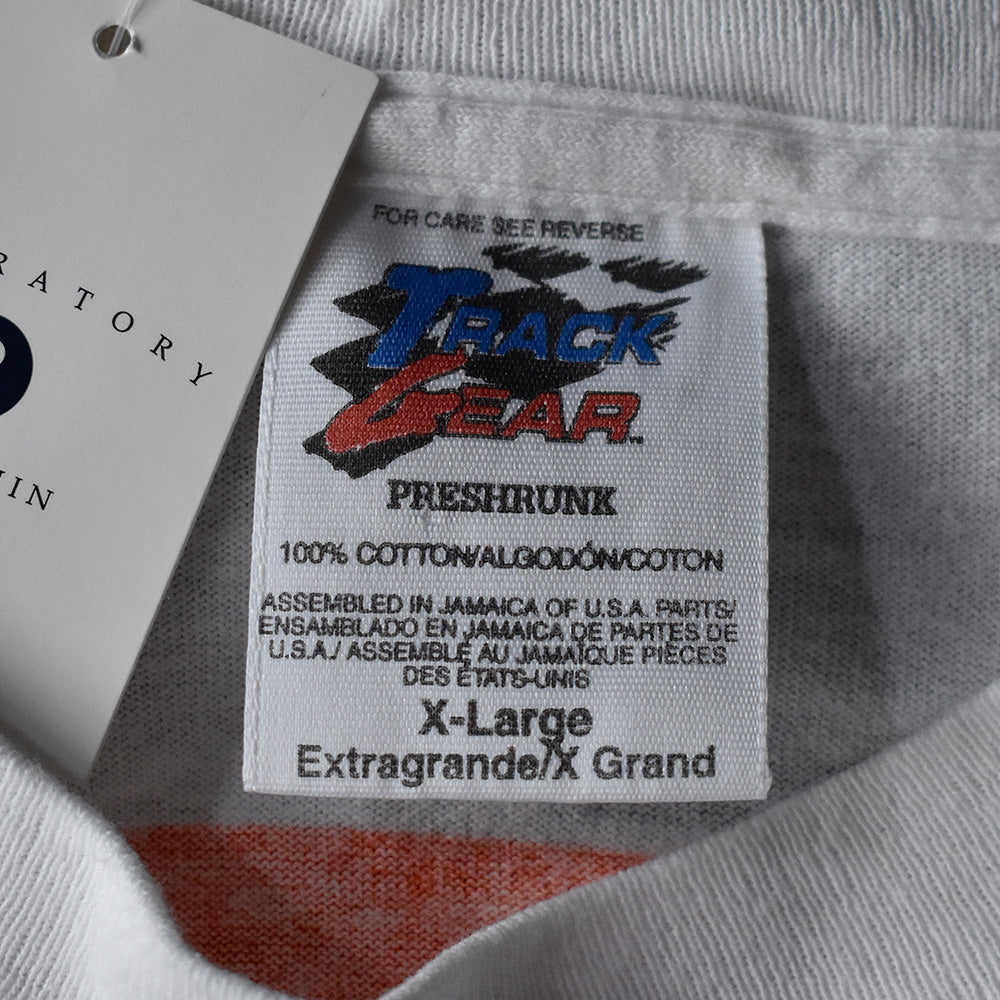 RATORY
FOR CARE SEE REVERSE
TRACK
GEAR
PRESHRUNK
100% COTTON/ALGODÓN/COTON
ASSEMBLED IN JAMAICA OF U.S.A. PARTS/
ENSAMBLADO EN JAMAICA DE PARTES DE
U.S.A./ ASSEMBLÉ AU JAMAÏQUE PIÈCES
DES ÉTATS-UNIS
X-Large
Extragrande/X Grand